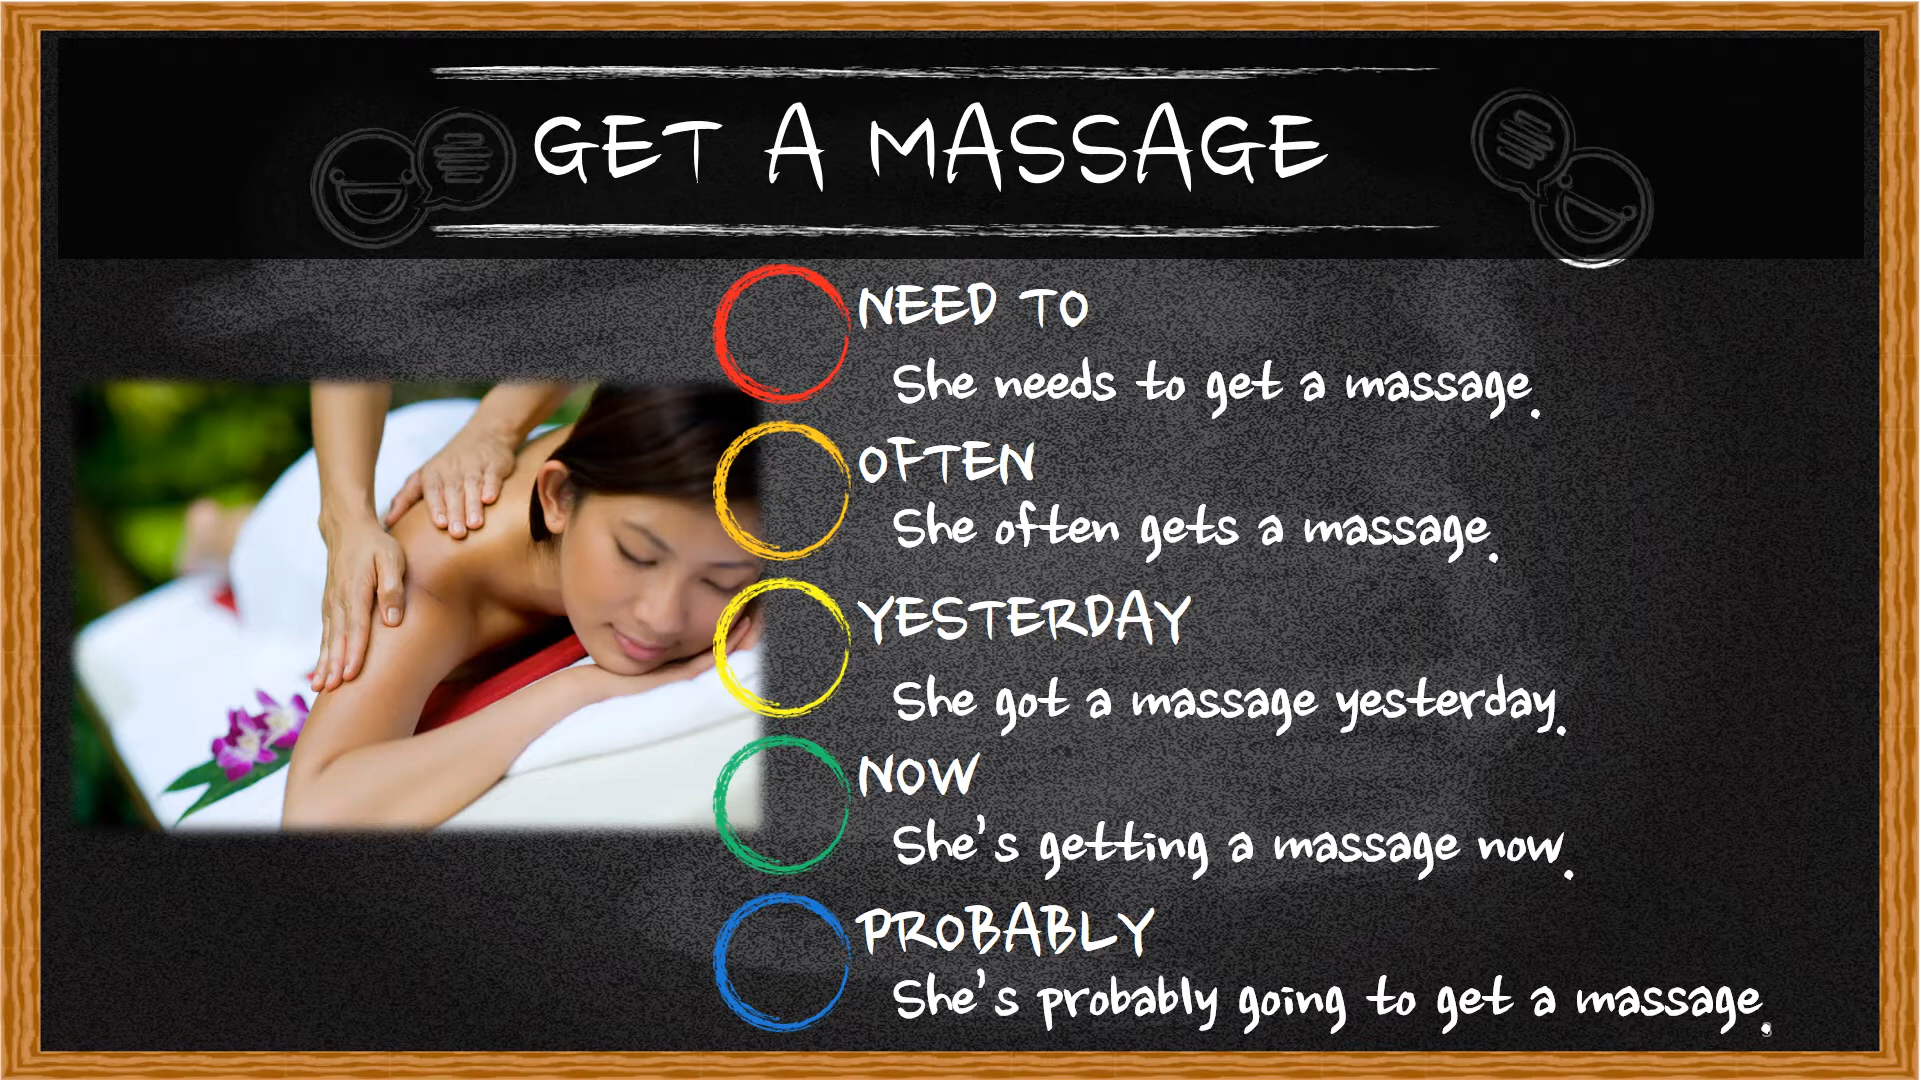 GET A MASSAGE
NEED TO
She needs to get a massage.
OFTEN
She often gets a massage.
YESTERDAY
She got a massage yesterday.
NOW
She's getting a massage now.
PROBABLY
She's probably going to get a massage.